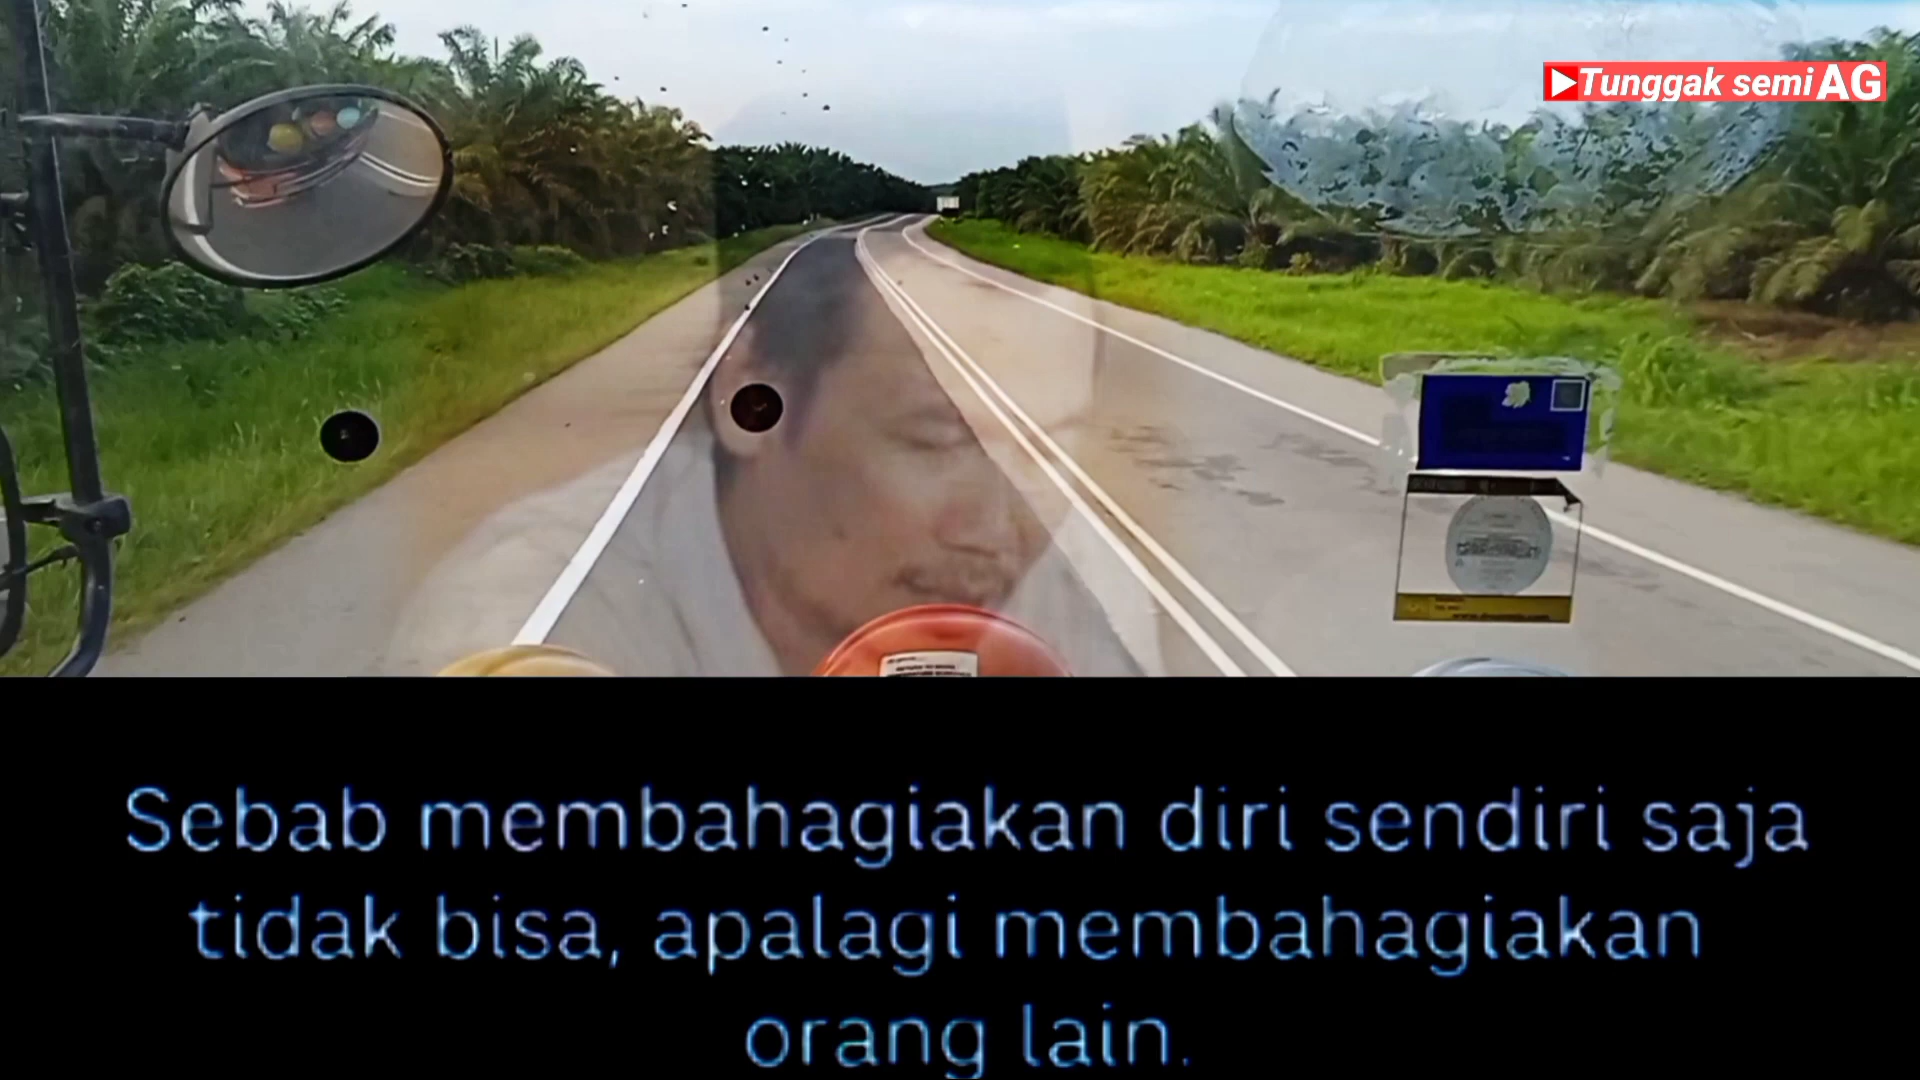 Tunggak semi AG
Sebab membahagiakan diri sendiri saja
tidak bisa, apalagi membahagiakan
orang lain.